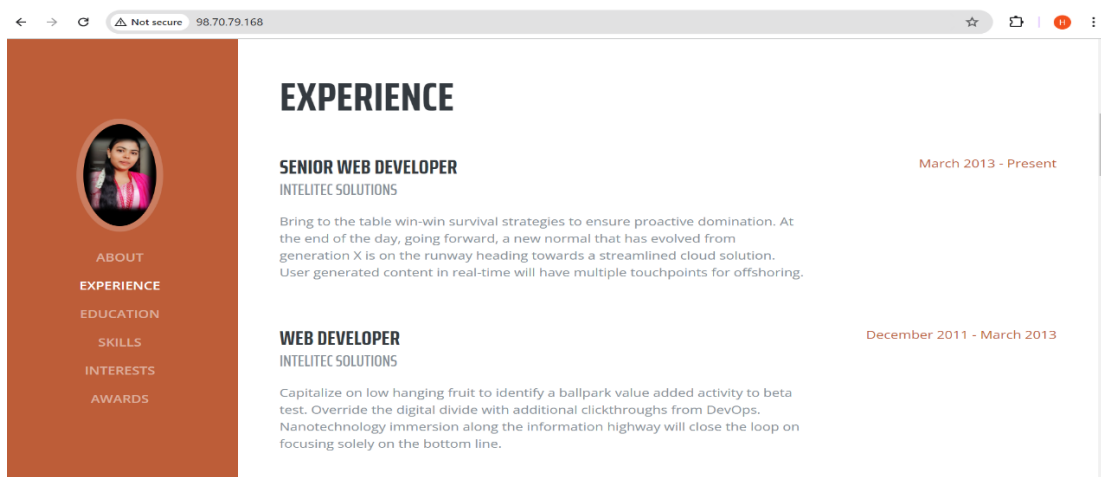 Not secure 98.70.79.168
H
EXPERIENCE
SENIOR WEB DEVELOPER
March 2013 - Present
INTELITEC SOLUTIONS
Bring to the table win-win survival strategies to ensure proactive domination. At
the end of the day, going forward, a new normal that has evolved from
generation X is on the runway heading towards a streamlined cloud solution.
User generated content in real-time will have multiple touchpoints for offshoring.
WEB DEVELOPER
December 2011 - March 2013
INTELITEC SOLUTIONS
Capitalize on low hanging fruit to identify a ballpark value added activity to beta
test. Override the digital divide with additional clickthroughs from DevOps.
Nanotechnology immersion along the information highway will close the loop on
focusing solely on the bottom line.
ABOUT
EXPERIENCE
EDUCATION
SKILLS
INTERESTS
AWARDS